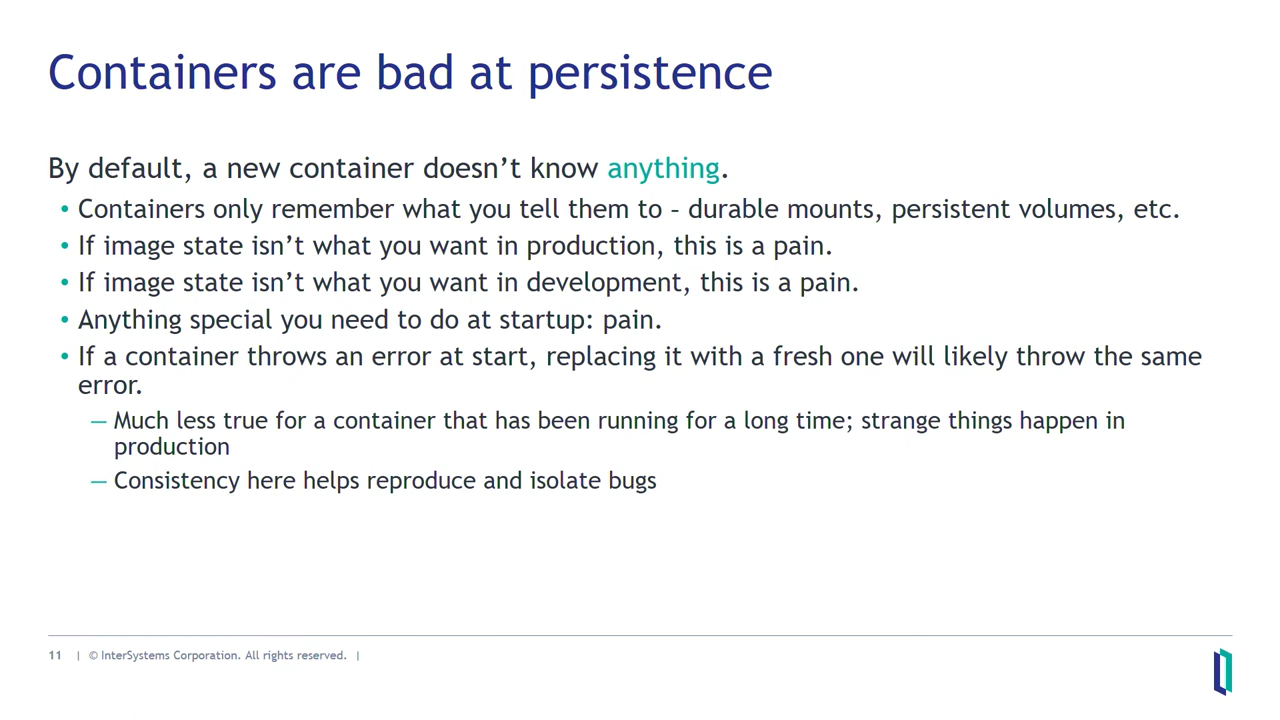 Containers are bad at persistence
By default, a new container doesn’t know anything.
• Containers only remember what you tell them to – durable mounts, persistent volumes, etc.
• If image state isn’t what you want in production, this is a pain.
• If image state isn’t what you want in development, this is a pain.
• Anything special you need to do at startup: pain.
• If a container throws an error at start, replacing it with a fresh one will likely throw the same
error.
— Much less true for a container that has been running for a long time; strange things happen in
production
— Consistency here helps reproduce and isolate bugs
11 | © InterSystems Corporation. All rights reserved. |